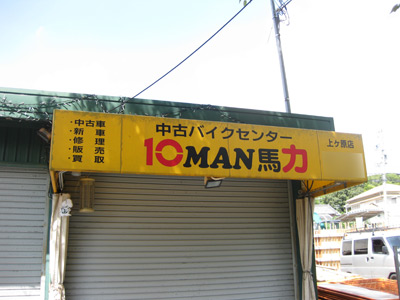 ・中古車
・新車
・修理
・販売
・買取
中古バイクセンター
10MAN馬力
上ケ原店